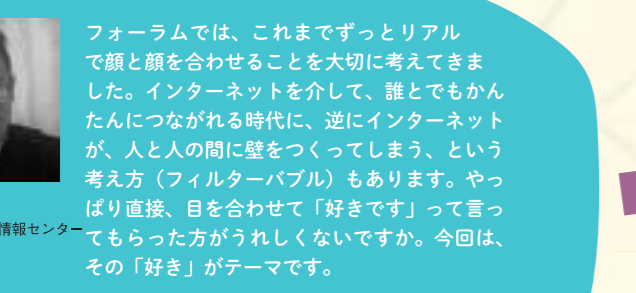 フォーラムでは、これまでずっとリアル
で顔と顔を合わせることを大切に考えてきま
した。インターネットを介して、誰とでもかん
たんにつながれる時代に、逆にインターネット
が、人と人の間に壁をつくってしまう、という
考え方（フィルターバブル）もあります。やっ
ぱり直接、目を合わせて「好きです」って言っ
てもらった方がうれしくないですか。今回は、
その「好き」がテーマです。
情報センター